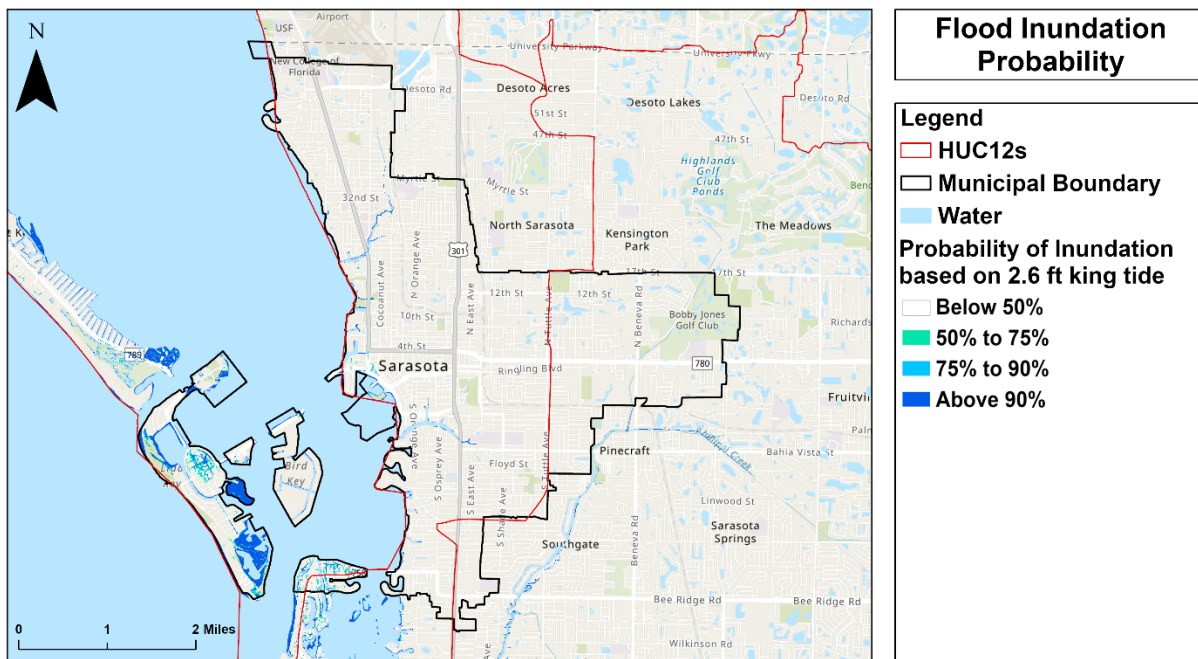 N
Airport
USF
University Parkway
University Pkwy
New College of
Florida
Desoto Rd
Desoto Acres
Desoto Lakes
Desoto Rd
51st St
47th St
47th St
Highlands
Golf
Club
Ponds
Myrtle St
Myrtle St
32nd St
North Sarasota
Kensington
Park
The Meadows
301
N Orange Ave
Cocoanut Ave
N East Ave
N Tuttle Ave
N Beneva Rd
17th St
17th St
12th St
12th St
10th St
Bobby Jones
Golf Club
4th St
Sarasota
780
789
S Orange Ave
S Osprey Ave
S East Ave
S Shade Ave
S Tuttle Ave
Floyd St
Pinecraft
Bahia Vista St
Bird
Key
Linwood St
Sarasota
Springs
Southgate
Beneva Rd
Bee Ridge Rd
Bee Ridge Rd
Wilkinson Rd
0 1 2 Miles
Flood Inundation
Probability
Legend
HUC12s
Municipal Boundary
Water
Probability of Inundation
based on 2.6 ft king tide
Below 50%
50% to 75%
75% to 90%
Above 90%